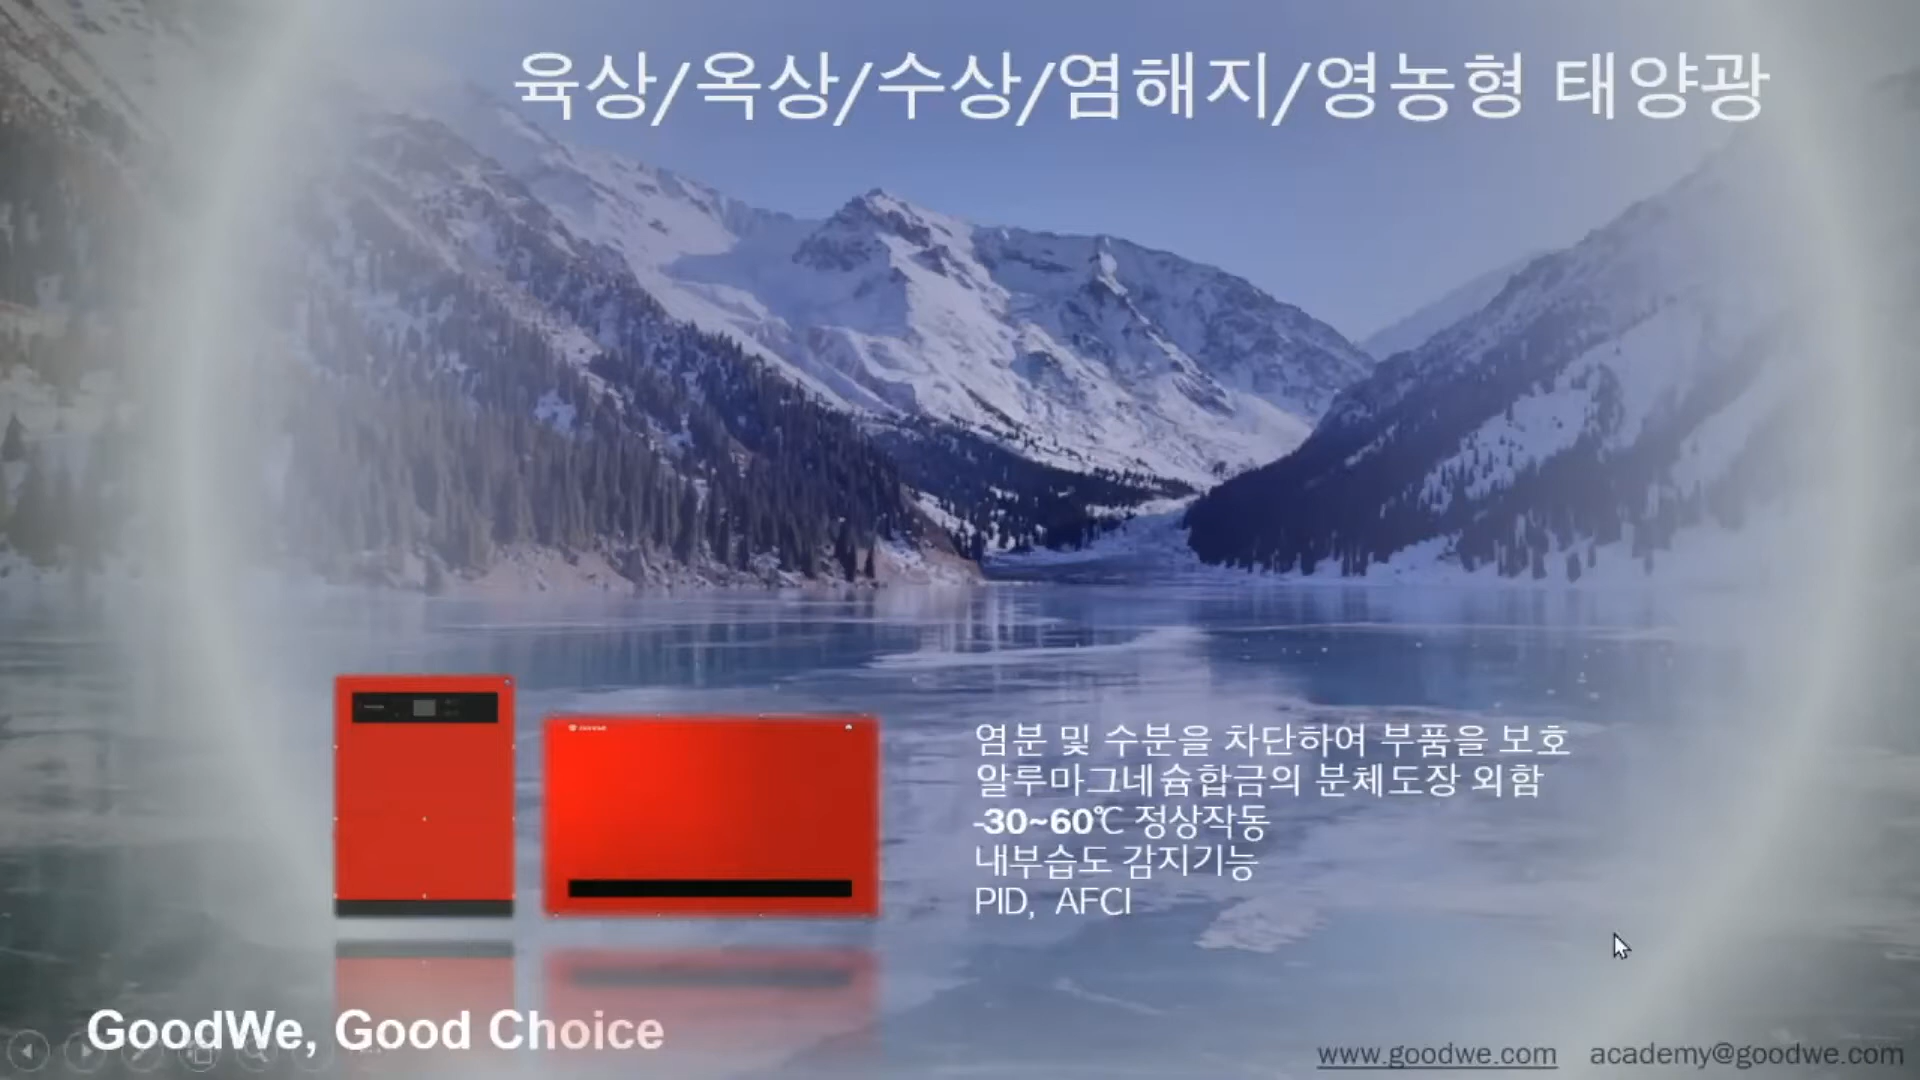 육상/옥상/수상/염해지/영농형 태양광
염분 및 수분을 차단하여 부품을 보호
알루마그네슘합금의 분체도장 외함
-30~60℃ 정상작동
내부습도 감지기능
PID, AFCI
GoodWe, Good Choice
www.goodwe.com academy@goodwe.com